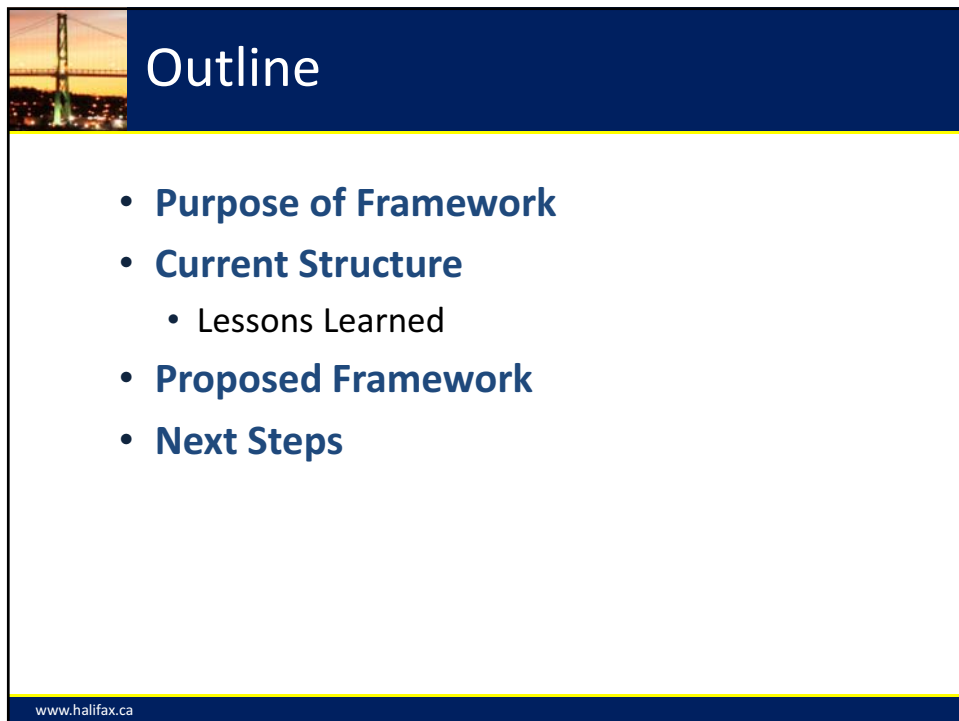 Outline
• Purpose of Framework
• Current Structure
• Lessons Learned
• Proposed Framework
• Next Steps
www.halifax.ca